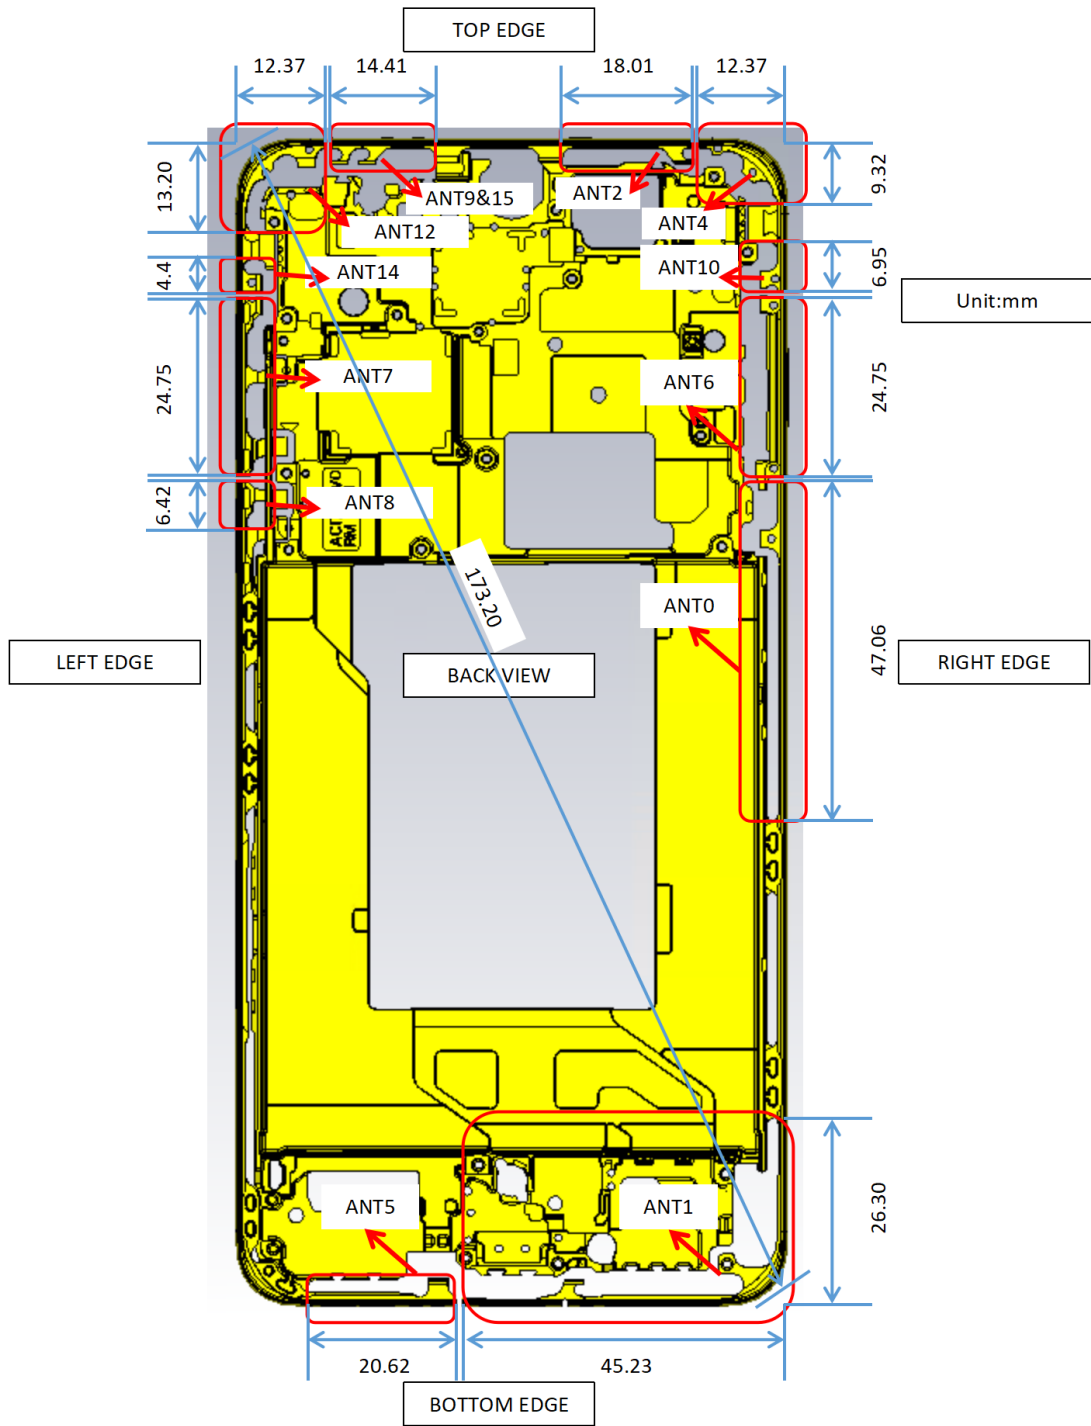 TOP EDGE
12.37
14.41
18.01
12.37
13.20
9.32
ANT9&15
ANT2
ANT12
ANT4
4.4
ANT14
ANT10
6.95
Unit:mm
24.75
ANT7
ANT6
24.75
6.42
ANT8
173.20
ANT0
LEFT EDGE
BACK VIEW
47.06
RIGHT EDGE
ANT5
ANT1
26.30
20.62
45.23
BOTTOM EDGE